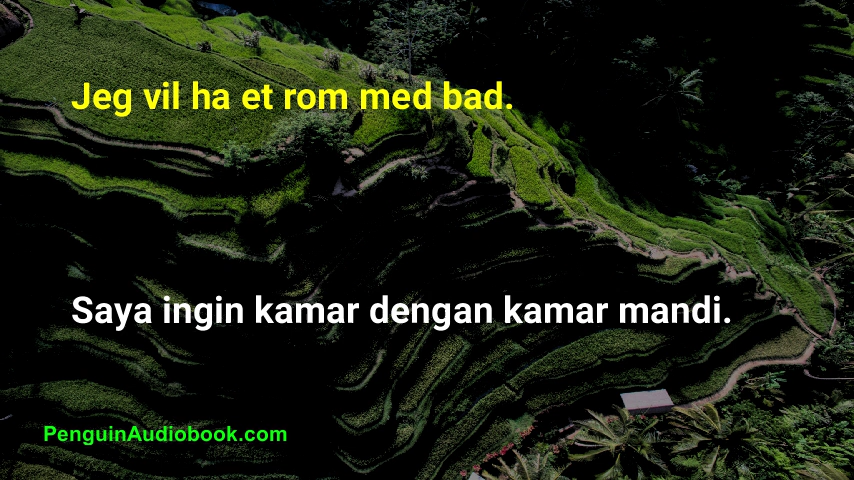 Jeg vil ha et rom med bad.
Saya ingin kamar dengan kamar mandi.
PenguinAudiobook.com